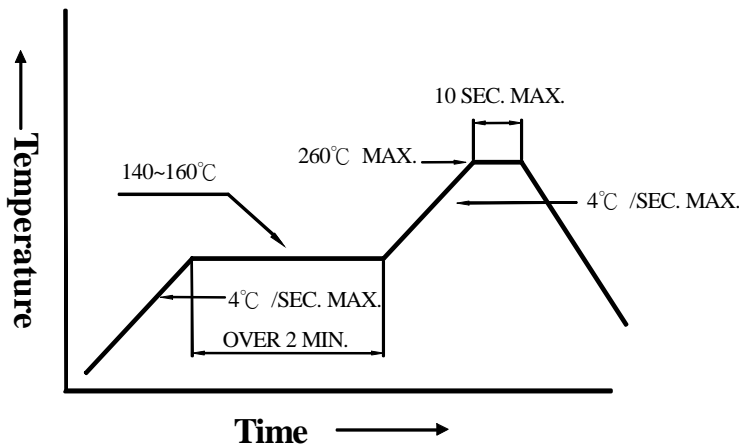 10 SEC. MAX.
260℃ MAX.
140~160℃
4℃ /SEC. MAX.
4℃ /SEC. MAX.
OVER 2 MIN.
Temperature
Time